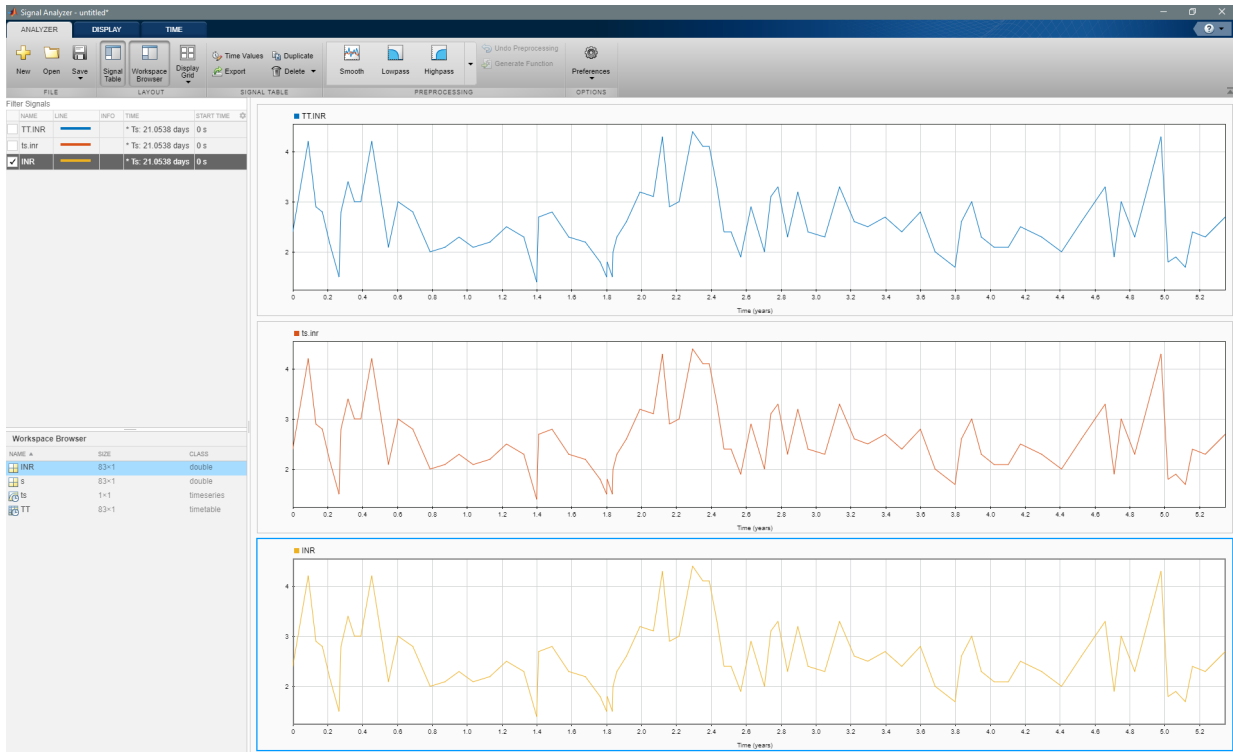 Signal Analyzer - untitled*
ANALYZER DISPLAY TIME
New Open Save Signal Table Workspace Browser Display Grid Time Values Duplicate Export Delete Smooth Lowpass Highpass Undo Preprocessing Generate Function Preferences
FILE LAYOUT SIGNAL TABLE PREPROCESSING OPTIONS
Filter Signals
NAME LINE INFO TIME START TIME
TT.INR * Ts: 21.0538 days 0 s
ts.inr * Ts: 21.0538 days 0 s
INR * Ts: 21.0538 days 0 s
Workspace Browser
NAME SIZE CLASS
INR 83×1 double
s 83×1 double
ts 1×1 timeseries
TT 83×1 timetable
TT.INR
4
3
2
0 0.2 0.4 0.6 0.8 1.0 1.2 1.4 1.6 1.8 2.0 2.2 2.4 2.6 2.8 3.0 3.2 3.4 3.6 3.8 4.0 4.2 4.4 4.6 4.8 5.0 5.2
Time (years)
ts.inr
4
3
2
0 0.2 0.4 0.6 0.8 1.0 1.2 1.4 1.6 1.8 2.0 2.2 2.4 2.6 2.8 3.0 3.2 3.4 3.6 3.8 4.0 4.2 4.4 4.6 4.8 5.0 5.2
Time (years)
INR
4
3
2
0 0.2 0.4 0.6 0.8 1.0 1.2 1.4 1.6 1.8 2.0 2.2 2.4 2.6 2.8 3.0 3.2 3.4 3.6 3.8 4.0 4.2 4.4 4.6 4.8 5.0 5.2
Time (years)